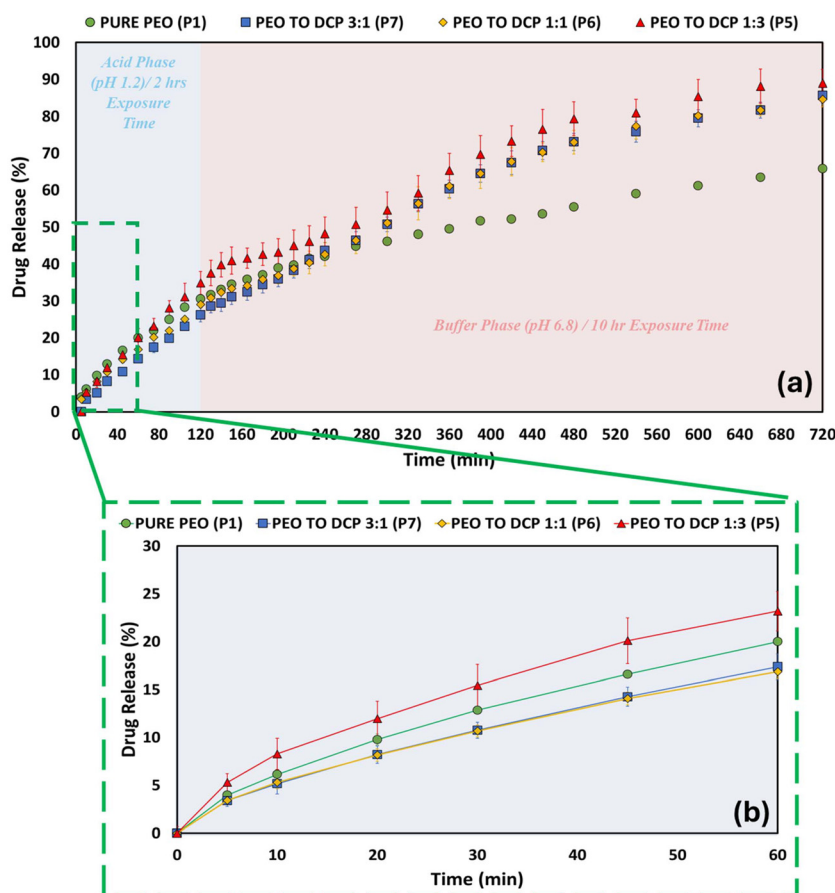 PURE PEO (P1) PEO TO DCP 3:1 (P7) PEO TO DCP 1:1 (P6) PEO TO DCP 1:3 (P5)
100
90
80
70
60
50
40
30
20
10
0
Drug Release (%)
Acid Phase
(pH 1.2)/ 2 hrs
Exposure
Time
Buffer Phase (pH 6.8) / 10 hr Exposure Time
(a)
0 40 80 120 160 200 240 280 320 360 400 440 480 520 560 600 640 680 720
Time (min)
PURE PEO (P1) PEO TO DCP 3:1 (P7) PEO TO DCP 1:1 (P6) PEO TO DCP 1:3 (P5)
30
25
20
15
10
5
0
Drug Release (%)
(b)
0 10 20 30 40 50 60
Time (min)